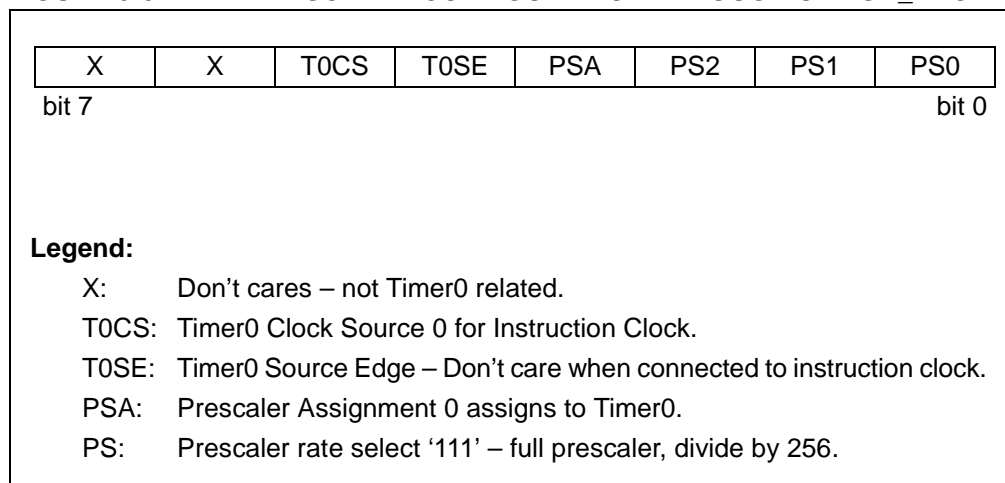 X X T0CS T0SE PSA PS2 PS1 PS0
bit 7 bit 0
Legend:
X: Don't cares – not Timer0 related.
T0CS: Timer0 Clock Source 0 for Instruction Clock.
T0SE: Timer0 Source Edge – Don't care when connected to instruction clock.
PSA: Prescaler Assignment 0 assigns to Timer0.
PS: Prescaler rate select ‘111’ – full prescaler, divide by 256.